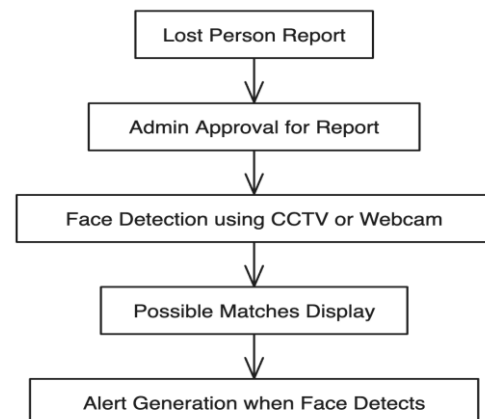 Lost Person Report
Admin Approval for Report
Face Detection using CCTV or Webcam
Possible Matches Display
Alert Generation when Face Detects